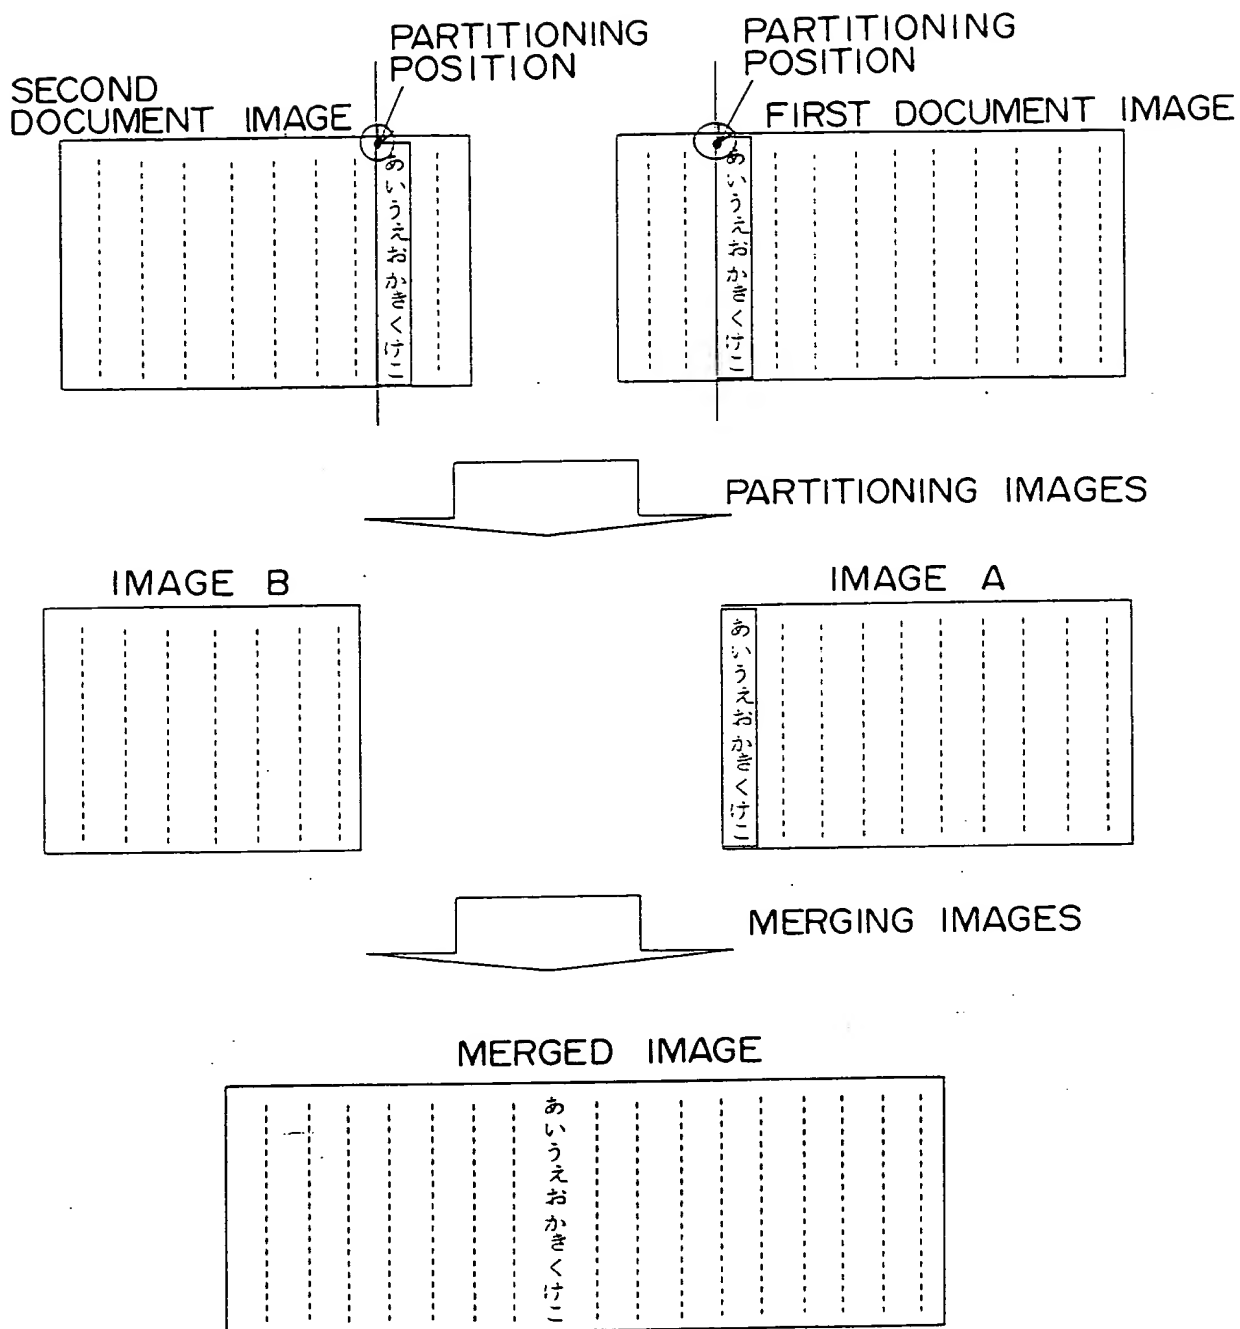 PARTITIONING
POSITION
PARTITIONING
POSITION
SECOND
DOCUMENT IMAGE
FIRST DOCUMENT IMAGE
あいうえおかきくけこ
あいうえおかきくけこ
PARTITIONING IMAGES
IMAGE B
IMAGE A
あいうえおかきくけこ
MERGING IMAGES
MERGED IMAGE
あいうえおかきくけこ